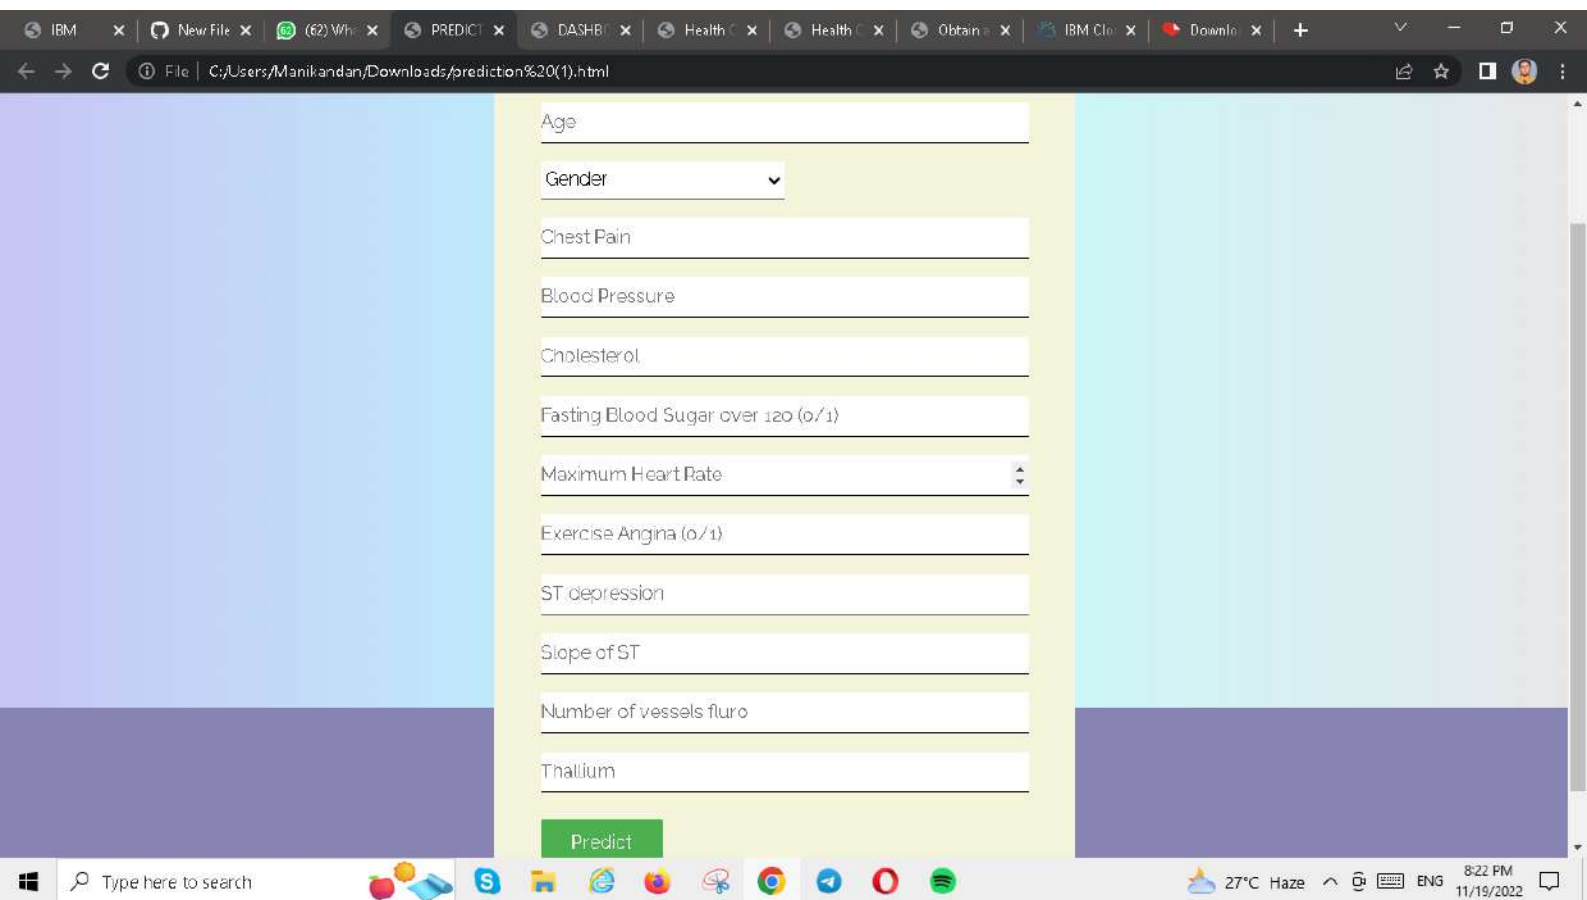 IBM
New File
(62) Wh
PREDICT
DASHB
Health C
Health C
Obtain a
IBM Clo
Downlo
File
C:/Users/Manikandan/Downloads/prediction%20(1).html
Age
Gender
Chest Pain
Blood Pressure
Cholesterol
Fasting Blood Sugar over 120 (0/1)
Maximum Heart Rate
Exercise Angina (0/1)
ST depression
Slope of ST
Number of vessels fluro
Thallium
Predict
Type here to search
27°C Haze
ENG
8:22 PM
11/19/2022